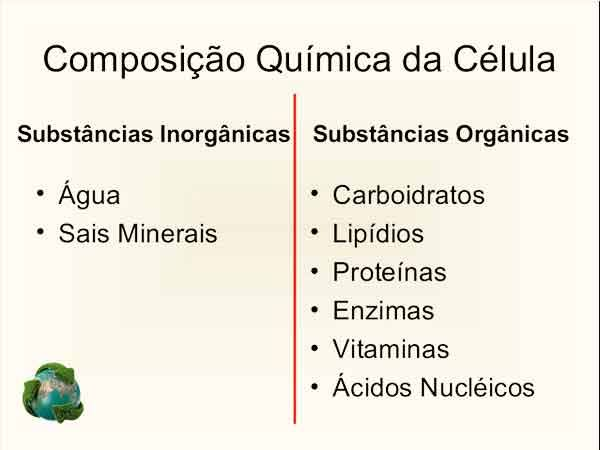 Composição Química da Célula
Substâncias Inorgânicas
• Água
• Sais Minerais
Substâncias Orgânicas
• Carboidratos
• Lipídios
• Proteínas
• Enzimas
• Vitaminas
• Ácidos Nucléicos